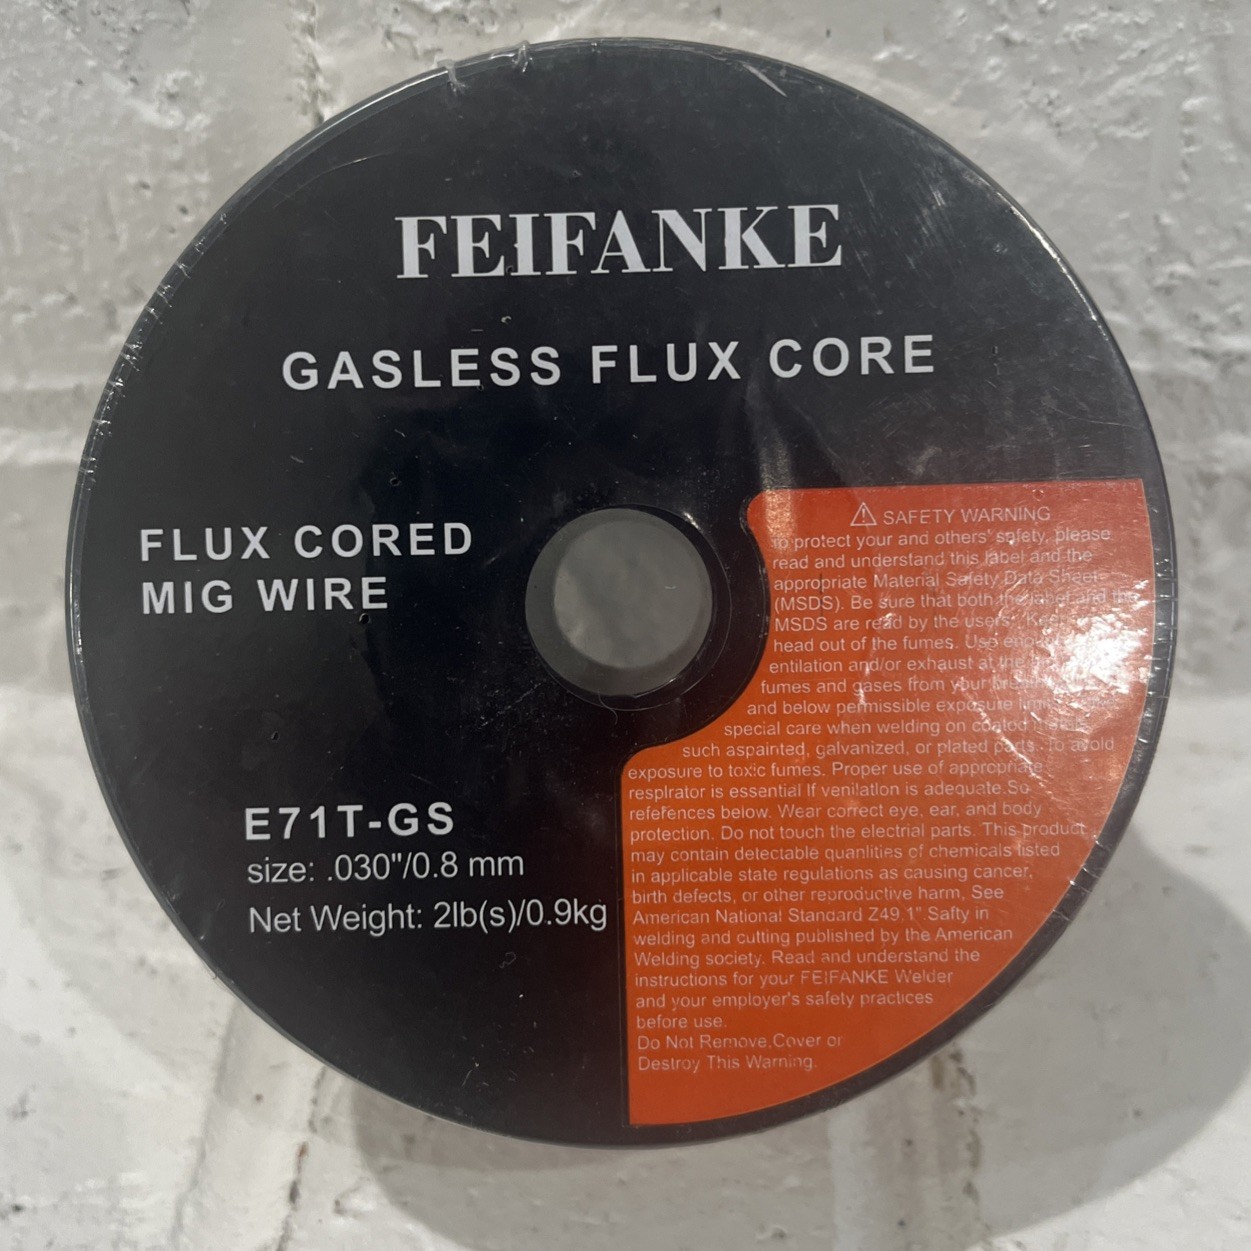 FEIFANKE
GASLESS FLUX CORE
FLUX CORED
MIG WIRE
E71T-GS
size: .030"/0.8 mm
Net Weight: 2lb(s)/0.9kg
SAFETY WARNING
To protect your and others' safety, please
read and understand this label and the
appropriate Material Safety Data Sheet
(MSDS). Be sure that both the label and the
MSDS are read by the users.
head out of the fumes. Use
entilation and/or exhaust at the
fumes and gases from your
and below permissible exposure
special care when welding on coated
such aspainted, galvanized, or plated parts. To avoid
exposure to toxic fumes. Proper use of appropriate
respirator is essential If venilation is adequate.So
references below. Wear correct eye, ear, and body
protection. Do not touch the electrial parts. This product
may contain detectable quanlities of chemicals listed
in applicable state regulations as causing cancer,
birth defects, or other reproductive harm, See
American National Standard Z49.1" Safty in
welding and cutting published by the American
Welding society. Read and understand the
instructions for your FEIFANKE Welder
and your employer's safety practices
before use.
Do Not Remove,Cover or
Destroy This Warning.